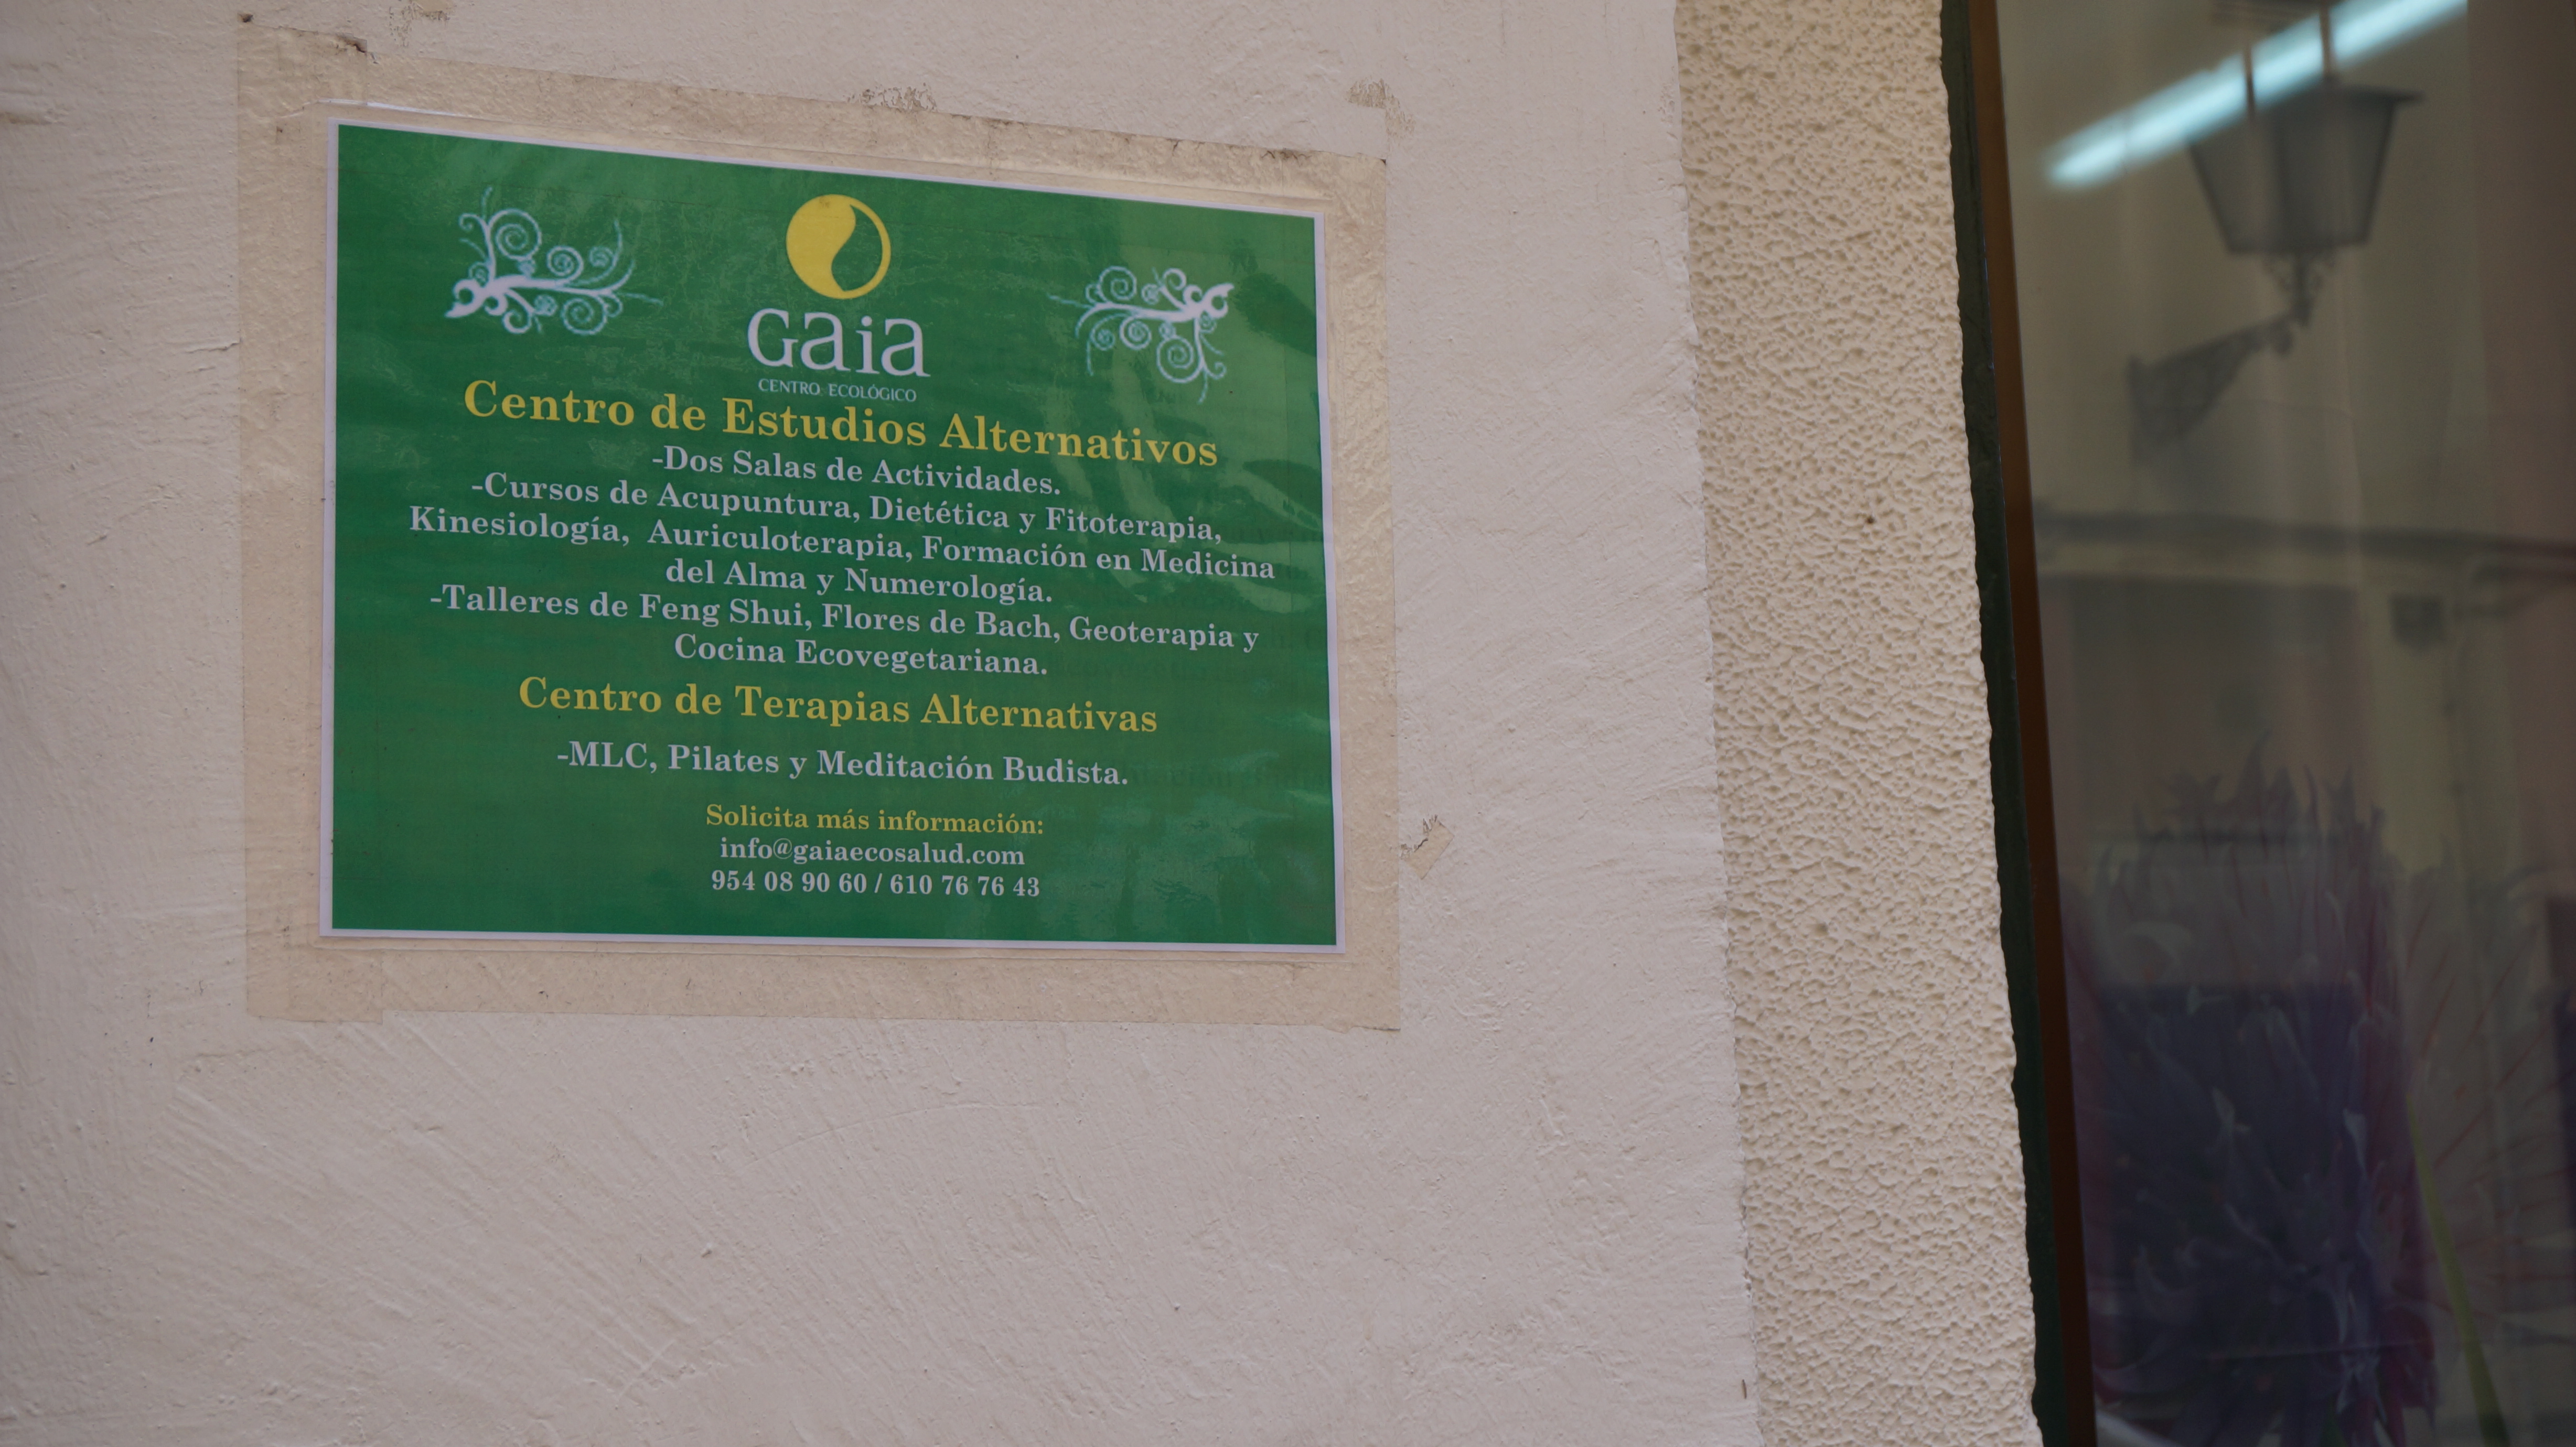 Gaia
CENTRO ECOLÓGICO
Centro de Estudios Alternativos
-Dos Salas de Actividades.
-Cursos de Acupuntura, Dietética y Fitoterapia,
Kinesiología, Auriculoterapia, Formación en Medicina
del Alma y Numerología.
-Talleres de Feng Shui, Flores de Bach, Geoterapia y
Cocina Ecovegetariana.
Centro de Terapias Alternativas
-MLC, Pilates y Meditación Budista.
Solicita más información:
info@gaiaecosalud.com
954 08 90 60 / 610 76 76 43